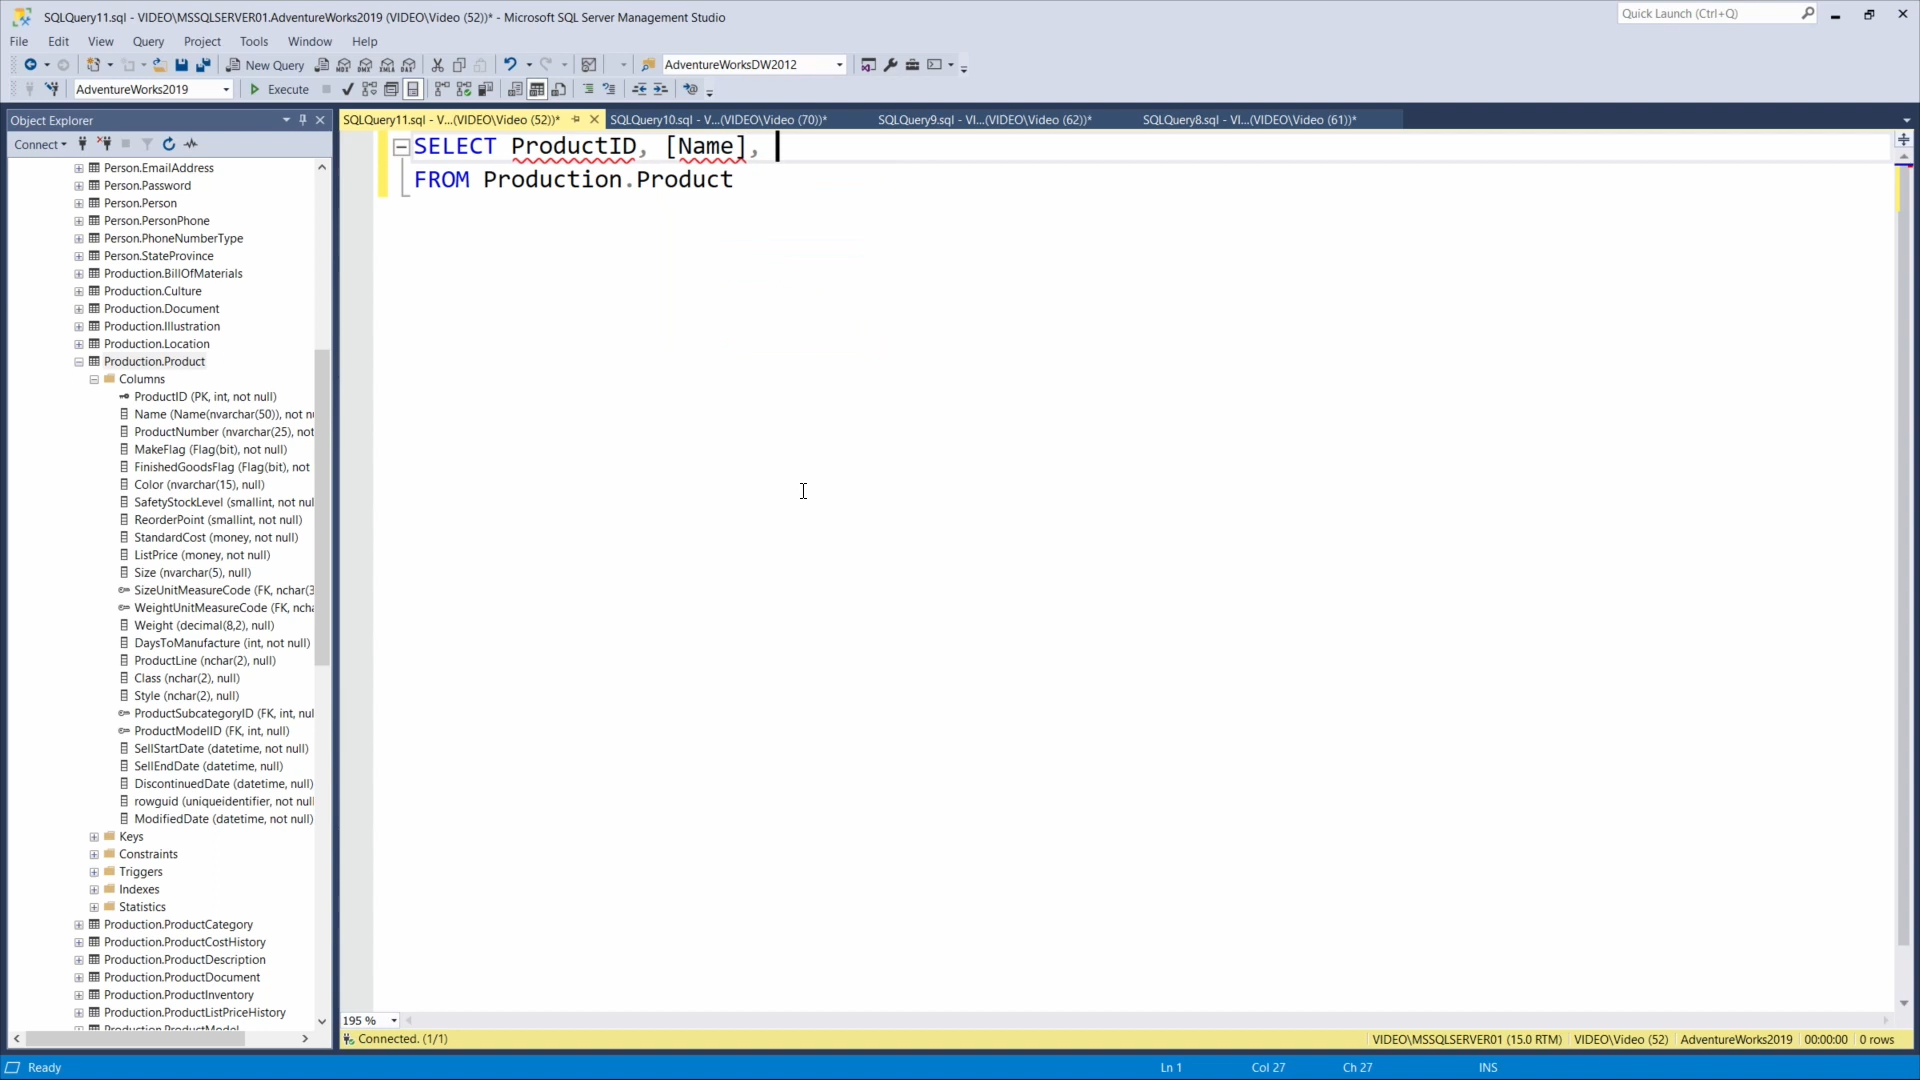 SQLQuery11.sql - VIDEO\MSSQLSERVER01.AdventureWorks2019 (VIDEO\Video (52))* - Microsoft SQL Server Management Studio
Quick Launch (Ctrl+Q)
File Edit View Query Project Tools Window Help
New Query MDX DMX XMLA DAX AdventureWorksDW2012
AdventureWorks2019 Execute
Object Explorer
Connect
Person.EmailAddress
Person.Password
Person.Person
Person.PersonPhone
Person.PhoneNumberType
Person.StateProvince
Production.BillOfMaterials
Production.Culture
Production.Document
Production.Illustration
Production.Location
Production.Product
Columns
ProductID (PK, int, not null)
Name (Name(nvarchar(50)), not n
ProductNumber (nvarchar(25), not
MakeFlag (Flag(bit), not null)
FinishedGoodsFlag (Flag(bit), not
Color (nvarchar(15), null)
SafetyStockLevel (smallint, not nul
ReorderPoint (smallint, not null)
StandardCost (money, not null)
ListPrice (money, not null)
Size (nvarchar(5), null)
SizeUnitMeasureCode (FK, nchar(3
WeightUnitMeasureCode (FK, ncha
Weight (decimal(8,2), null)
DaysToManufacture (int, not null)
ProductLine (nchar(2), null)
Class (nchar(2), null)
Style (nchar(2), null)
ProductSubcategoryID (FK, int, nul
ProductModelID (FK, int, null)
SellStartDate (datetime, not null)
SellEndDate (datetime, null)
DiscontinuedDate (datetime, null)
rowguid (uniqueidentifier, not null
ModifiedDate (datetime, not null)
Keys
Constraints
Triggers
Indexes
Statistics
Production.ProductCategory
Production.ProductCostHistory
Production.ProductDescription
Production.ProductDocument
Production.ProductInventory
Production.ProductListPriceHistory
Production.ProductModel
SQLQuery11.sql - V...(VIDEO\Video (52))* SQLQuery10.sql - V...(VIDEO\Video (70))* SQLQuery9.sql - VI...(VIDEO\Video (62))* SQLQuery8.sql - VI...(VIDEO\Video (61))*
SELECT ProductID, [Name],
FROM Production.Product
195 %
Connected. (1/1) VIDEO\MSSQLSERVER01 (15.0 RTM) VIDEO\Video (52) AdventureWorks2019 00:00:00 0 rows
Ready Ln 1 Col 27 Ch 27 INS